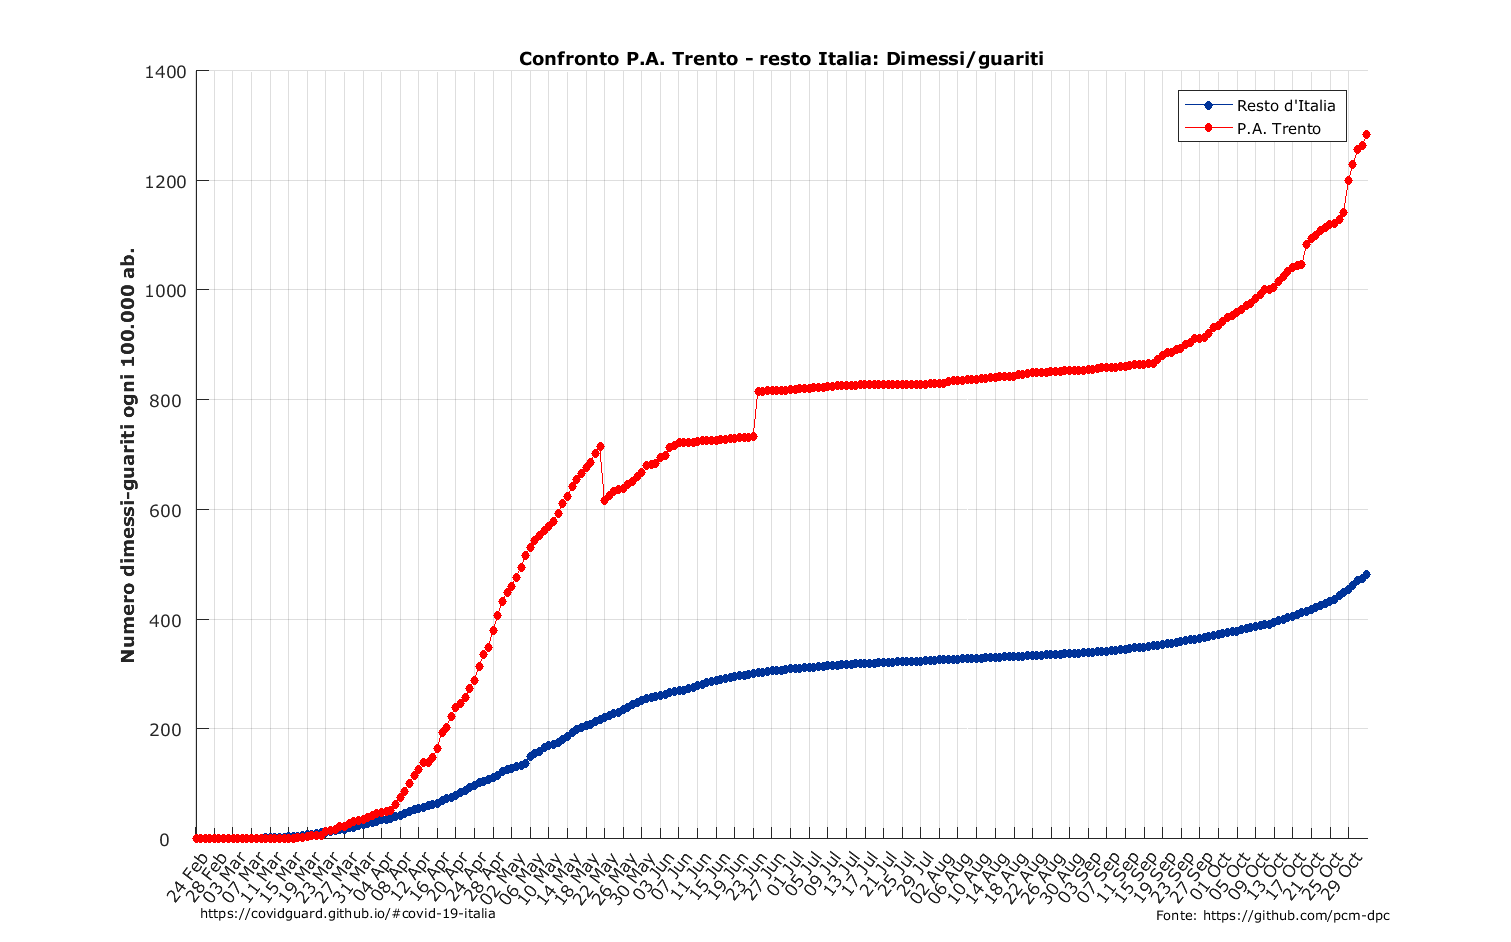 Confronto P.A. Trento - resto Italia: Dimessi/guariti
Numero dimessi-guariti ogni 100.000 ab.
1400
1200
1000
800
600
400
200
0
Resto d'Italia
P.A. Trento
24 Feb
28 Feb
03 Mar
07 Mar
11 Mar
15 Mar
19 Mar
23 Mar
27 Mar
31 Mar
04 Apr
08 Apr
12 Apr
16 Apr
20 Apr
24 Apr
28 Apr
02 May
06 May
10 May
14 May
18 May
22 May
26 May
30 May
03 Jun
07 Jun
11 Jun
15 Jun
19 Jun
23 Jun
27 Jun
01 Jul
05 Jul
09 Jul
13 Jul
17 Jul
21 Jul
25 Jul
29 Jul
02 Aug
06 Aug
10 Aug
14 Aug
18 Aug
22 Aug
26 Aug
30 Aug
03 Sep
07 Sep
11 Sep
15 Sep
19 Sep
23 Sep
27 Sep
01 Oct
05 Oct
09 Oct
13 Oct
17 Oct
21 Oct
25 Oct
29 Oct
https://covidguard.github.io/#covid-19-italia
Fonte: https://github.com/pcm-dpc